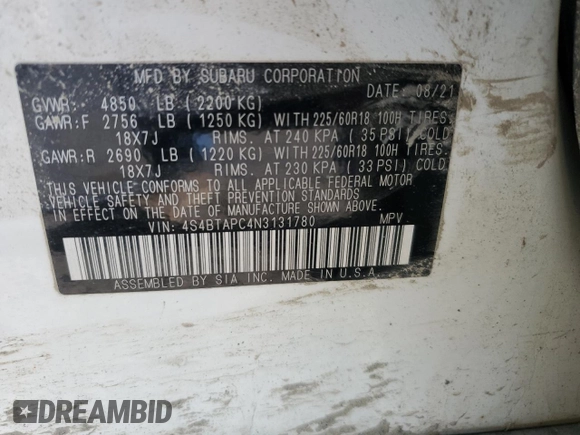 MFD BY SUBARU CORPORATION
DATE: 08/21
GVWR: 4850 LB (2200 KG)
GAWR:F 2756 LB (1250 KG) WITH 225/60R18 100H TIRES,
18X7J RIMS. AT 240 KPA (35 PSI) COLD
GAWR:R 2690 LB (1220 KG) WITH 225/60R18 100H TIRES,
18X7J RIMS. AT 230 KPA (33 PSI) COLD
THIS VEHICLE CONFORMS TO ALL APPLICABLE FEDERAL MOTOR
VEHICLE SAFETY AND THEFT PREVENTION STANDARDS
IN EFFECT ON THE DATE OF MANUFACTURE SHOWN ABOVE.
VIN: 4S4BTAPC4N3131780 MPV
ASSEMBLED BY SIA INC. MADE IN U.S.A.
DREAMBID